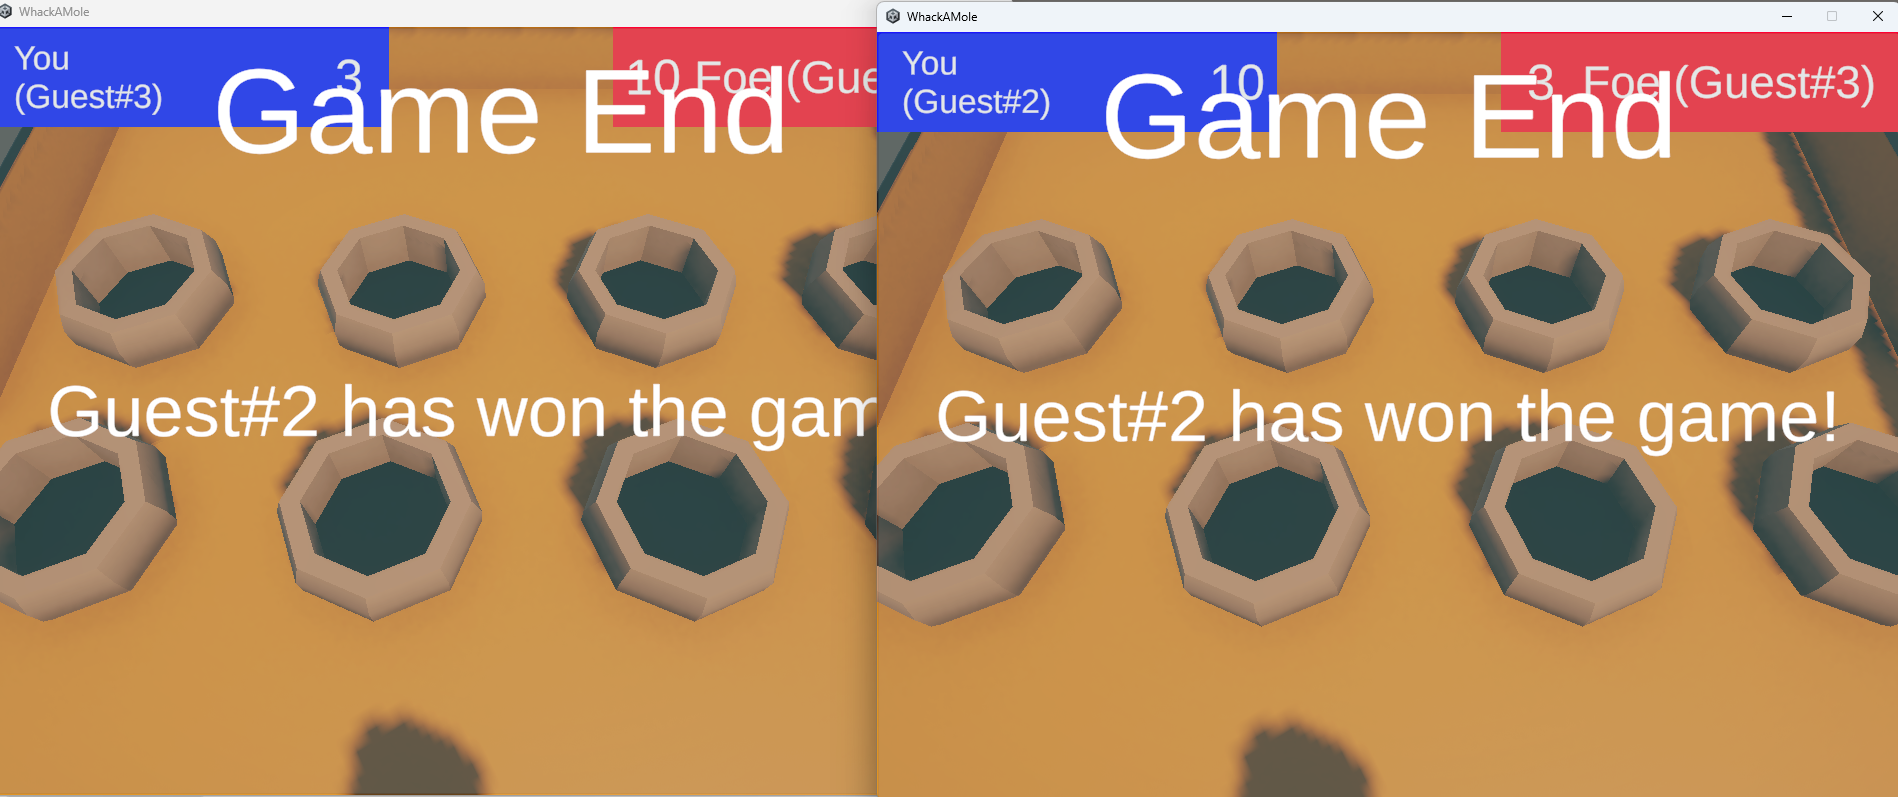 WhackAMole
You
(Guest#3)
3
10 Foe (Gue
Game End
Guest#2 has won the gam
WhackAMole
You
(Guest#2)
10
3 Foe (Guest#3)
Game End
Guest#2 has won the game!